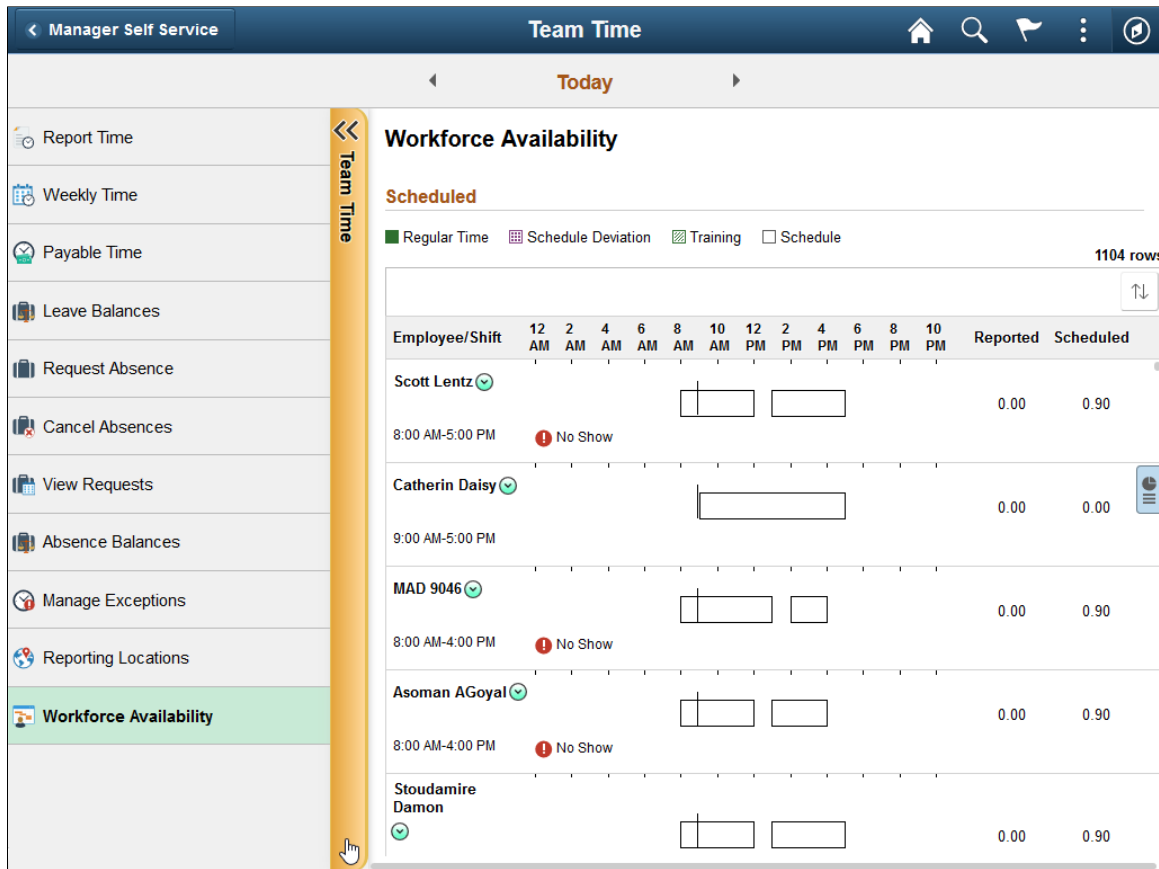 Manager Self Service
Team Time
Today
Report Time
Weekly Time
Payable Time
Leave Balances
Request Absence
Cancel Absences
View Requests
Absence Balances
Manage Exceptions
Reporting Locations
Workforce Availability
Team Time
Workforce Availability
Scheduled
Regular Time Schedule Deviation Training Schedule
1104 rows
Employee/Shift 12 AM 2 AM 4 AM 6 AM 8 AM 10 AM 12 PM 2 PM 4 PM 6 PM 8 PM 10 PM Reported Scheduled
Scott Lentz
0.00 0.90
8:00 AM-5:00 PM No Show
Catherin Daisy
0.00 0.00
9:00 AM-5:00 PM
MAD 9046
0.00 0.90
8:00 AM-4:00 PM No Show
Asoman AGoyal
0.00 0.90
8:00 AM-4:00 PM No Show
Stoudamire
Damon
0.00 0.90